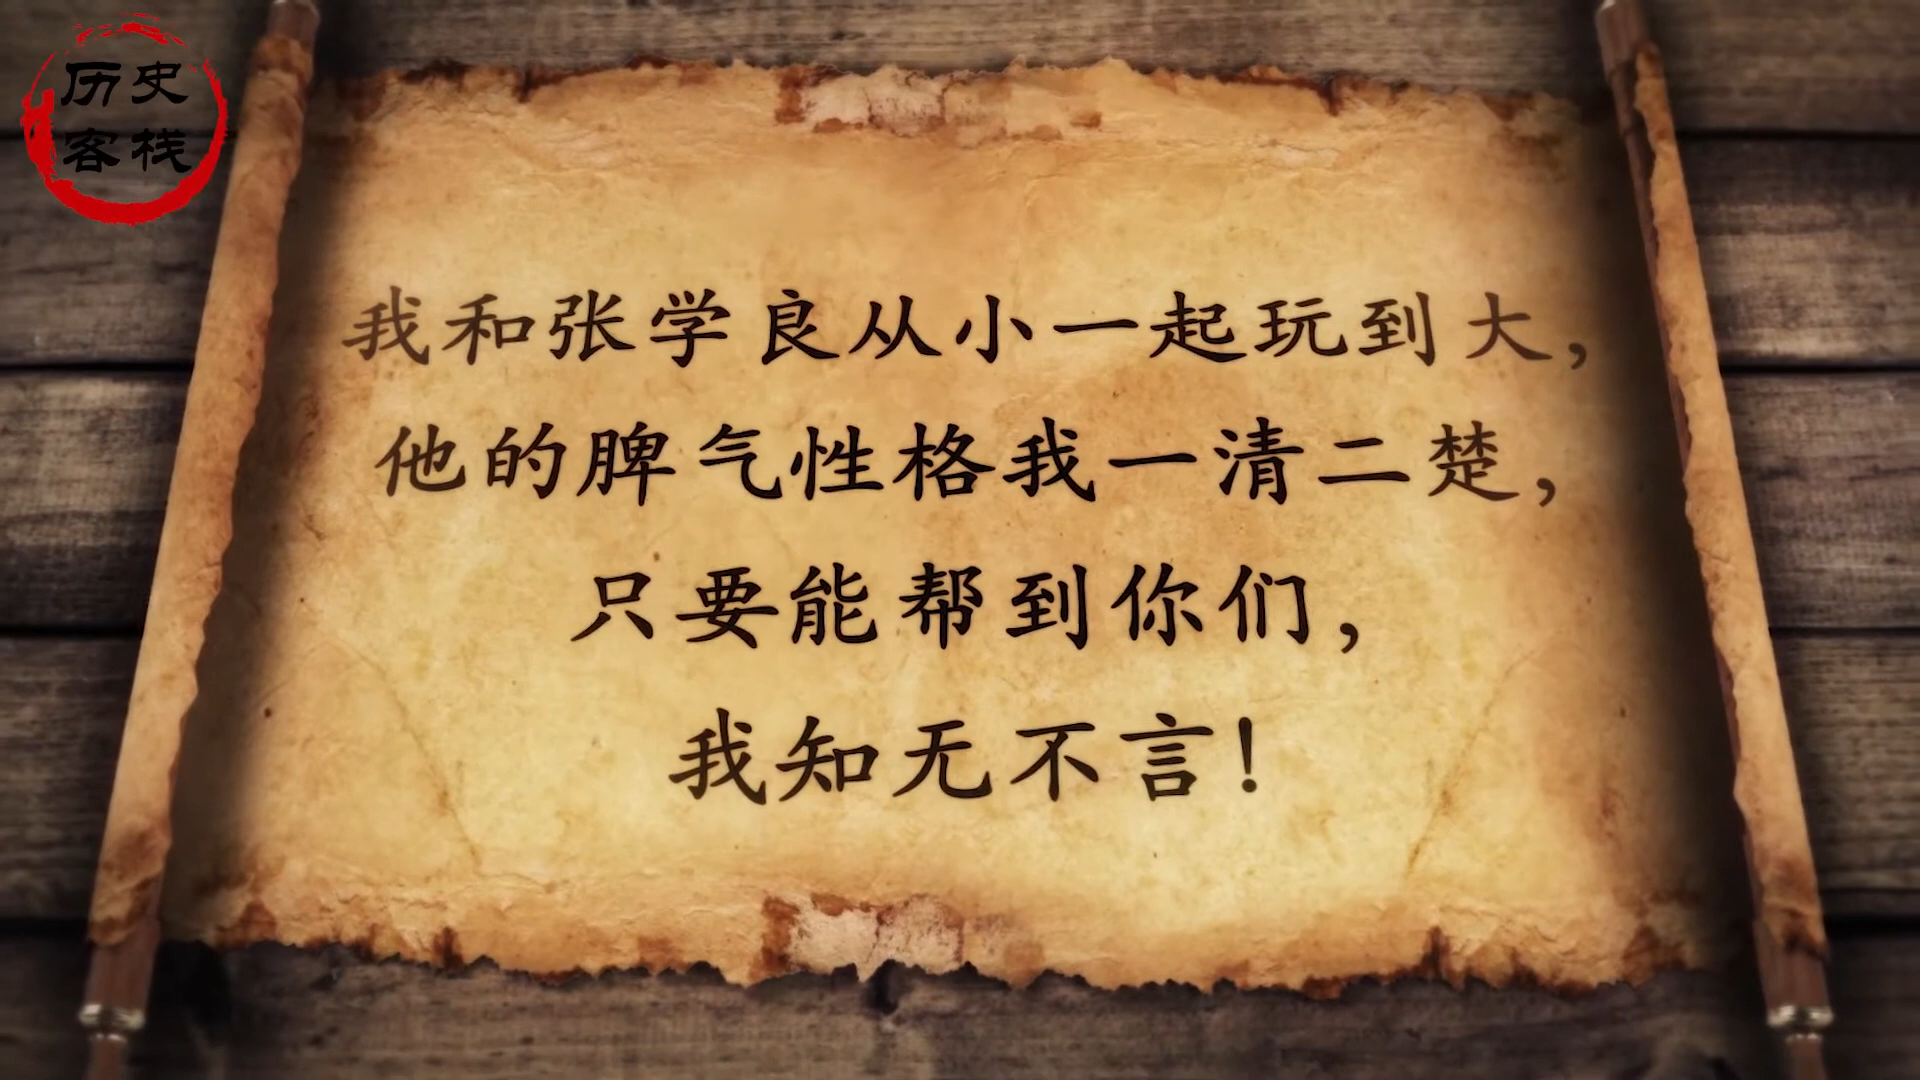 历史
客栈
我和张学良从小一起玩到大，
他的脾气性格我一清二楚，
只要能帮到你们，
我知无不言！